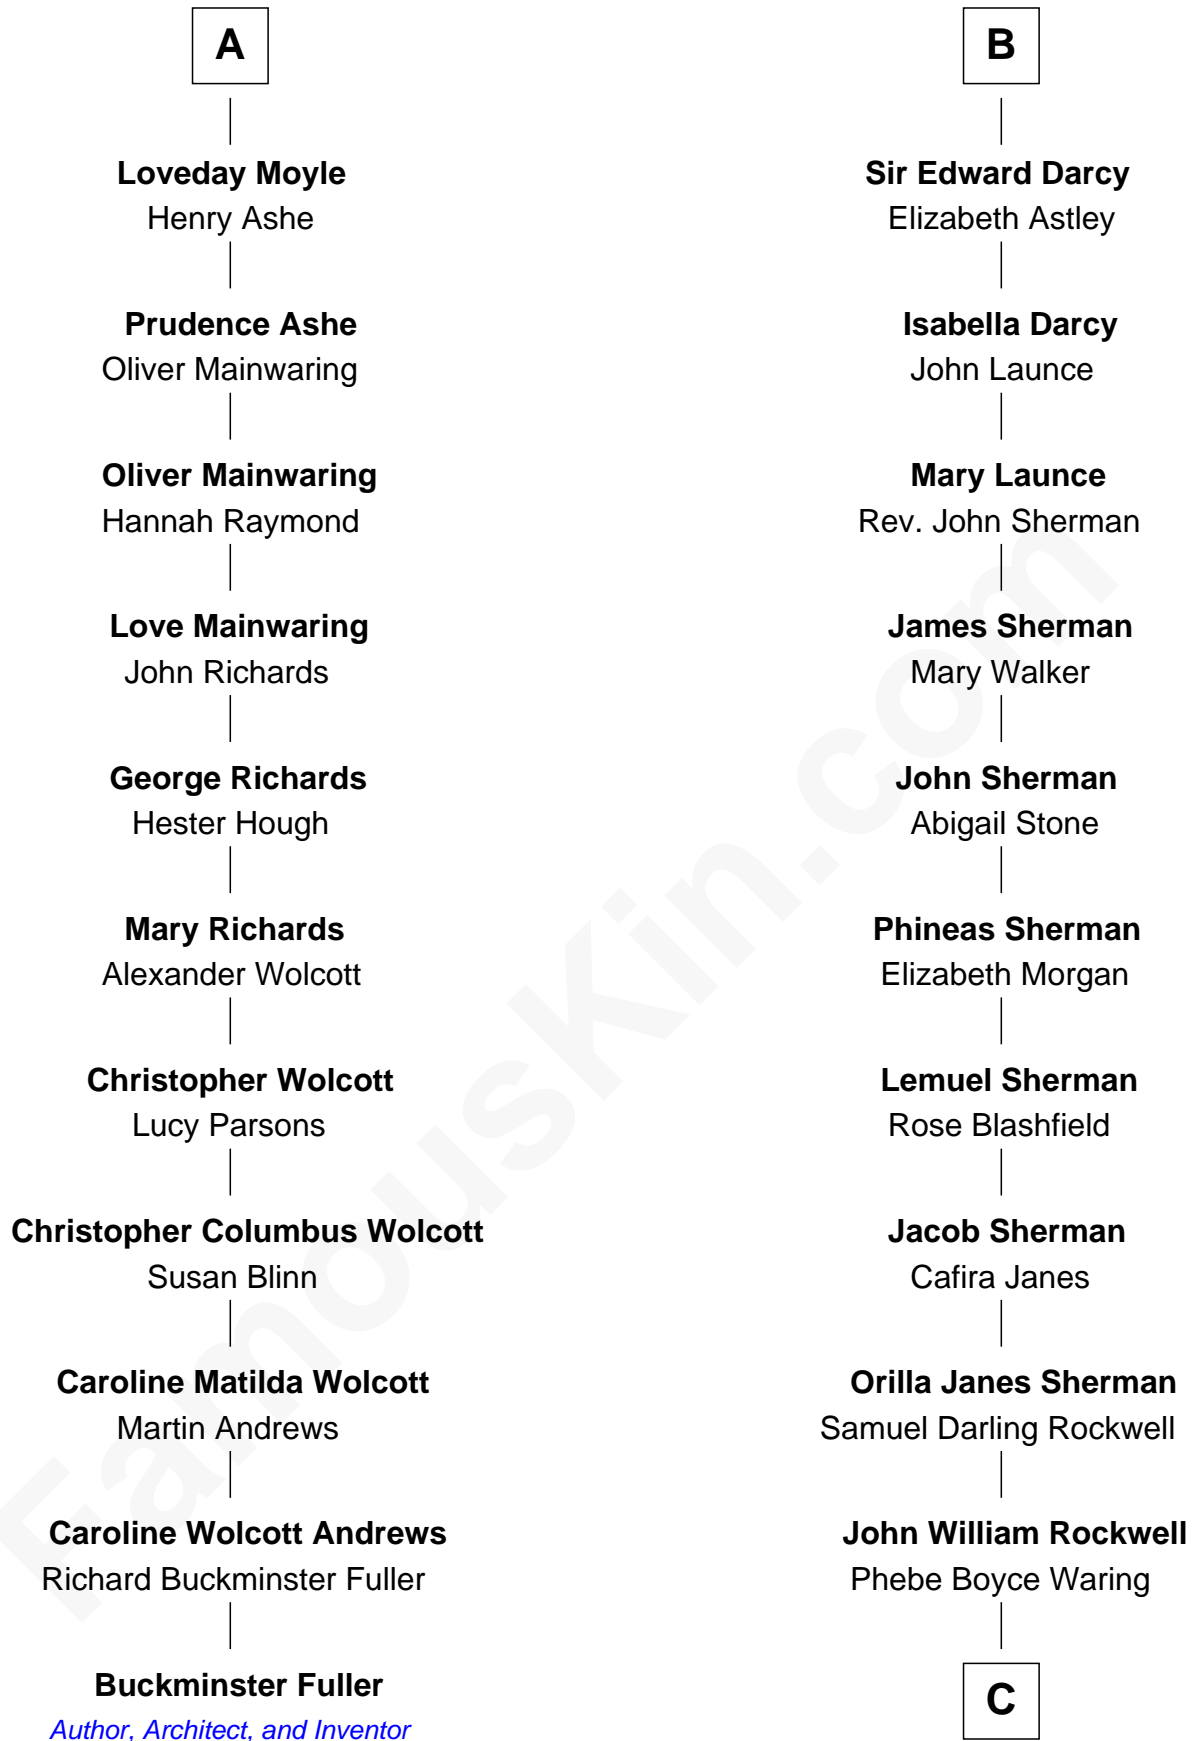 A
Loveday Moyle
Henry Ashe
Prudence Ashe
Oliver Mainwaring
Oliver Mainwaring
Hannah Raymond
Love Mainwaring
John Richards
George Richards
Hester Hough
Mary Richards
Alexander Wolcott
Christopher Wolcott
Lucy Parsons
Christopher Columbus Wolcott
Susan Blinn
Caroline Matilda Wolcott
Martin Andrews
Caroline Wolcott Andrews
Richard Buckminster Fuller
Buckminster Fuller
Author, Architect, and Inventor
B
Sir Edward Darcy
Elizabeth Astley
Isabella Darcy
John Launce
Mary Launce
Rev. John Sherman
James Sherman
Mary Walker
John Sherman
Abigail Stone
Phineas Sherman
Elizabeth Morgan
Lemuel Sherman
Rose Blashfield
Jacob Sherman
Cafira Janes
Orilla Janes Sherman
Samuel Darling Rockwell
John William Rockwell
Phebe Boyce Waring
C
FamousKin.com